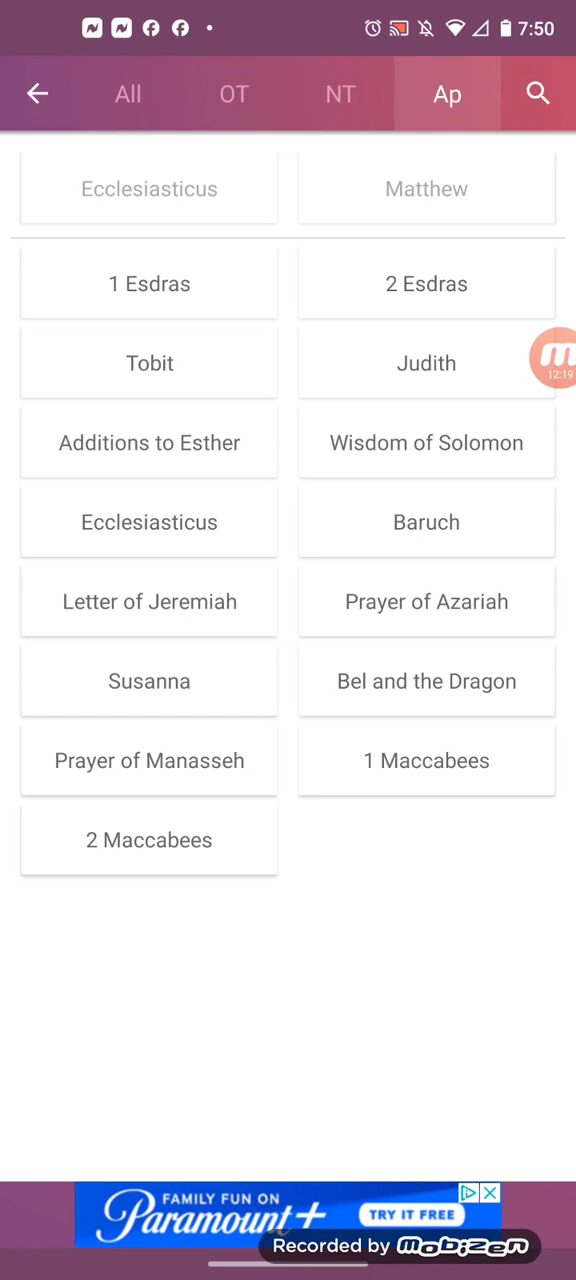 7:50
All OT NT Ap
Ecclesiasticus Matthew
1 Esdras 2 Esdras
Tobit Judith
12:19
Additions to Esther Wisdom of Solomon
Ecclesiasticus Baruch
Letter of Jeremiah Prayer of Azariah
Susanna Bel and the Dragon
Prayer of Manasseh 1 Maccabees
2 Maccabees
FAMILY FUN ON
Paramount+ TRY IT FREE
Recorded by mobizen